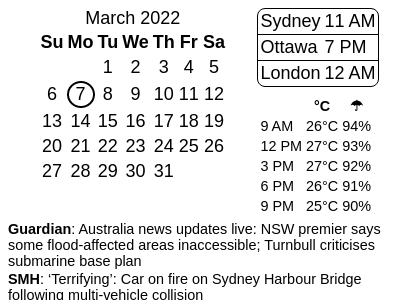 March 2022
Su Mo Tu We Th Fr Sa
1 2 3 4 5
6 7 8 9 10 11 12
13 14 15 16 17 18 19
20 21 22 23 24 25 26
27 28 29 30 31
Sydney 11 AM
Ottawa 7 PM
London 12 AM
°C ☂
9 AM 26°C 94%
12 PM 27°C 93%
3 PM 27°C 92%
6 PM 26°C 91%
9 PM 25°C 90%
Guardian: Australia news updates live: NSW premier says
some flood-affected areas inaccessible; Turnbull criticises
submarine base plan
SMH: ‘Terrifying’: Car on fire on Sydney Harbour Bridge
following multi-vehicle collision